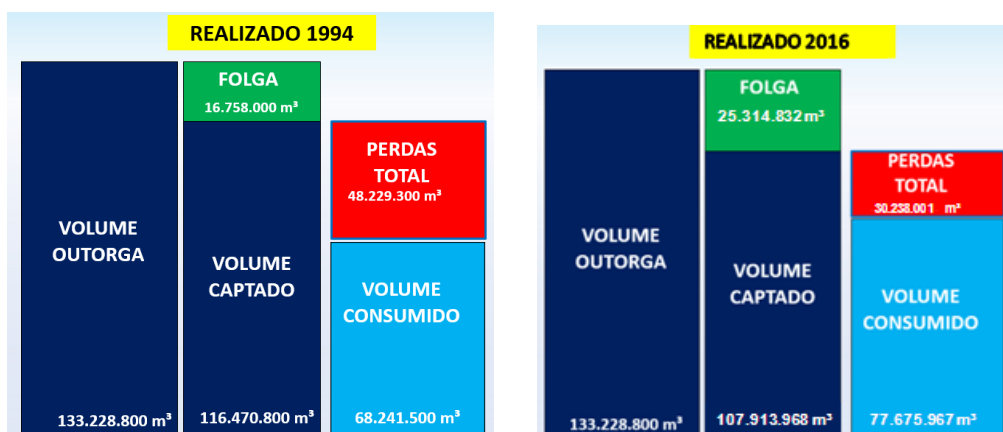 REALIZADO 1994
FOLGA
16.758.000 m³
PERDAS
TOTAL
48.229.300 m³
VOLUME
OUTORGA
VOLUME
CAPTADO
VOLUME
CONSUMIDO
133.228.800 m³
116.470.800 m³
68.241.500 m³
REALIZADO 2016
FOLGA
25.314.832 m³
PERDAS
TOTAL
30.238.001 m³
VOLUME
OUTORGA
VOLUME
CAPTADO
VOLUME
CONSUMIDO
133.228.800 m³
107.913.968 m³
77.675.967 m³